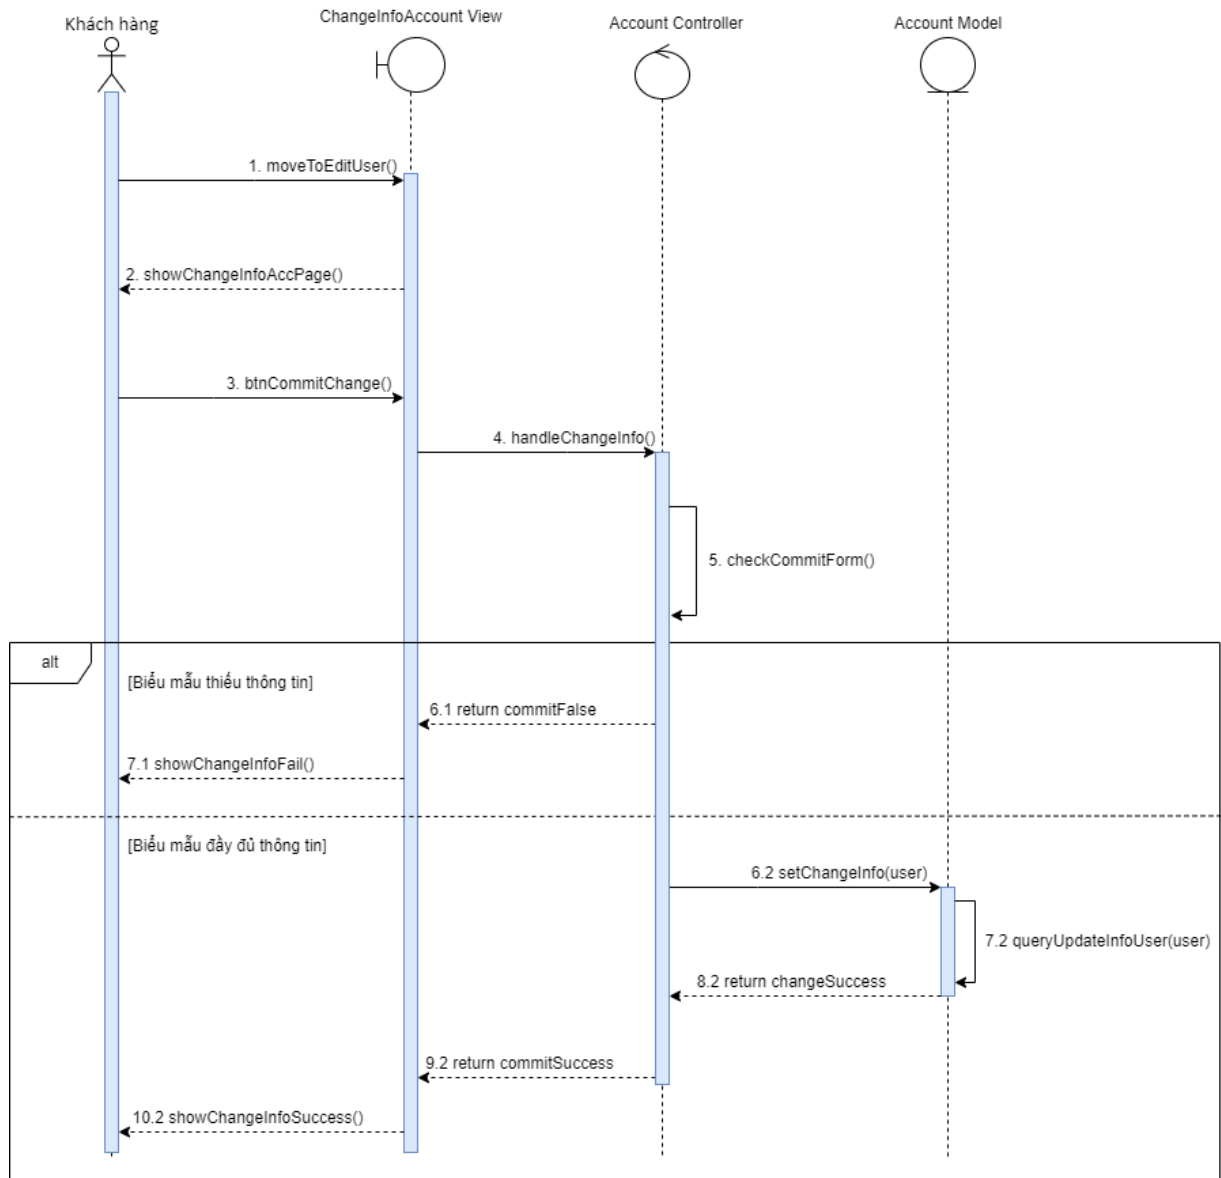 Khách hàng
ChangeInfoAccount View
Account Controller
Account Model
1. moveToEditUser()
2. showChangeInfoAccPage()
3. btnCommitChange()
4. handleChangeInfo()
5. checkCommitForm()
alt
[Biểu mẫu thiếu thông tin]
6.1 return commitFalse
7.1 showChangeInfoFail()
[Biểu mẫu đầy đủ thông tin]
6.2 setChangeInfo(user)
7.2 queryUpdateInfoUser(user)
8.2 return changeSuccess
9.2 return commitSuccess
10.2 showChangeInfoSuccess()